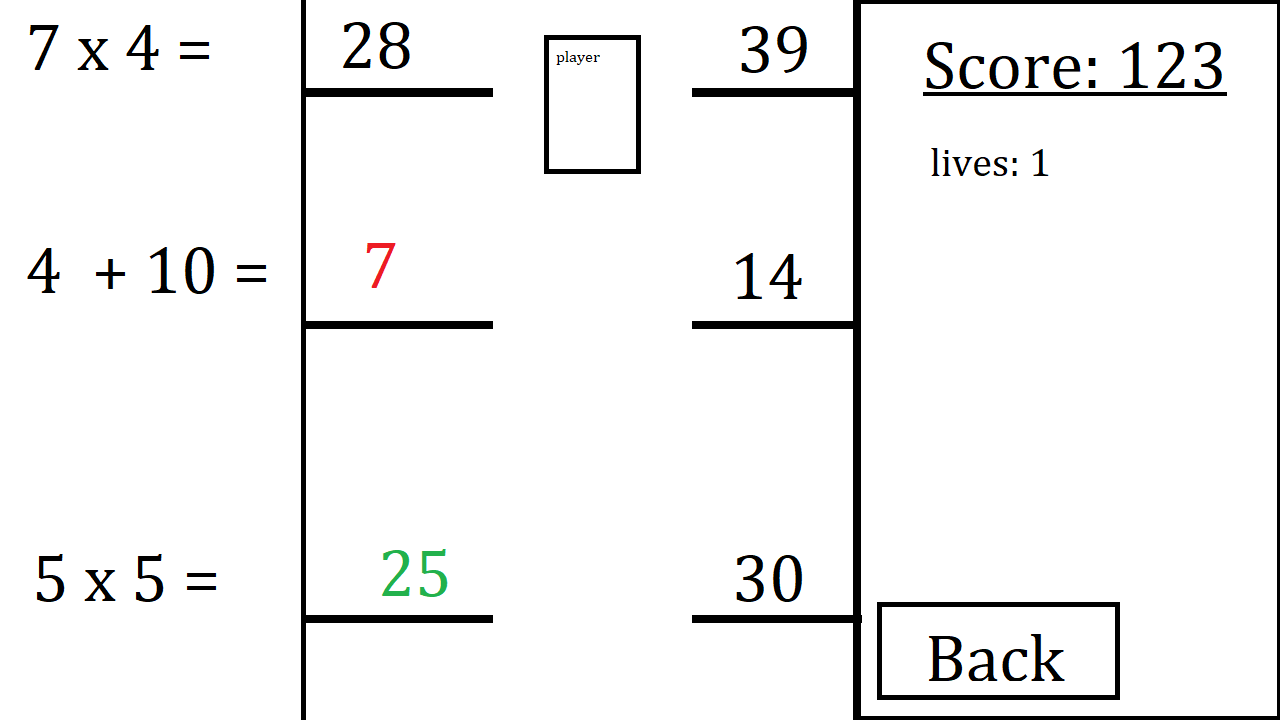 7 x 4 = 28 39
player
Score: 123
lives: 1
4 + 10 = 7 14
5 x 5 = 25 30
Back